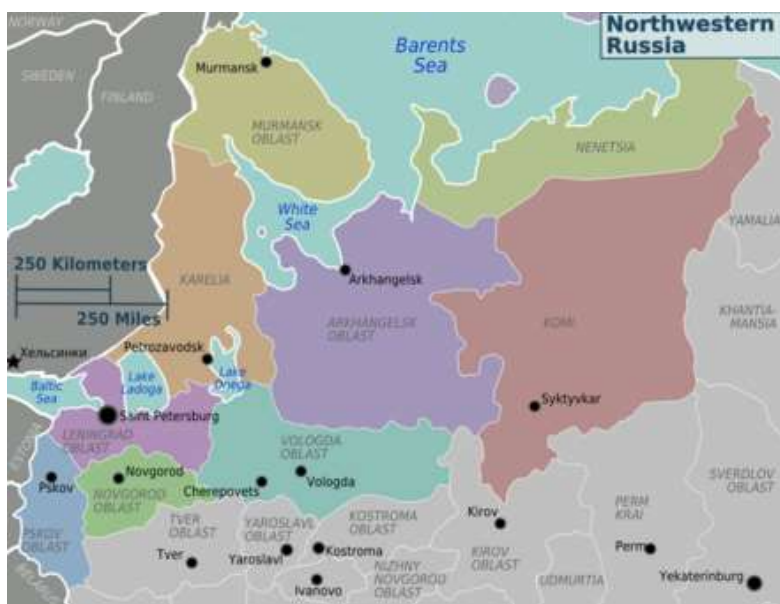 NORWAY
Northwestern
Russia
Barents
Sea
Murmansk
SWEDEN
FINLAND
MURMANSK
OBLAST
NENETSIA
White
Sea
YAMALIA
250 Kilometers
Arkhangelsk
KARELIA
KHANTIA-
MANSIA
250 Miles
ARKHANGELSK
OBLAST
KOMI
Хельсинки
Petrozavodsk
Baltic
Sea
Lake
Ladoga
Lake
Onega
Syktyvkar
Saint Petersburg
LENINGRAD
OBLAST
ESTONIA
VOLOGDA
OBLAST
Pskov
Novgorod
NOVGOROD
OBLAST
Cherepovets
Vologda
SVERDLOV
OBLAST
PSKOV
OBLAST
TVER
OBLAST
YAROSLAVL
OBLAST
KOSTROMA
OBLAST
Kirov
PERM
KRAI
Tver
Yaroslavl
Kostroma
KIROV
OBLAST
Perm
NIZHNY
NOVGOROD
OBLAST
Ivanovo
UDMURTIA
Yekaterinburg